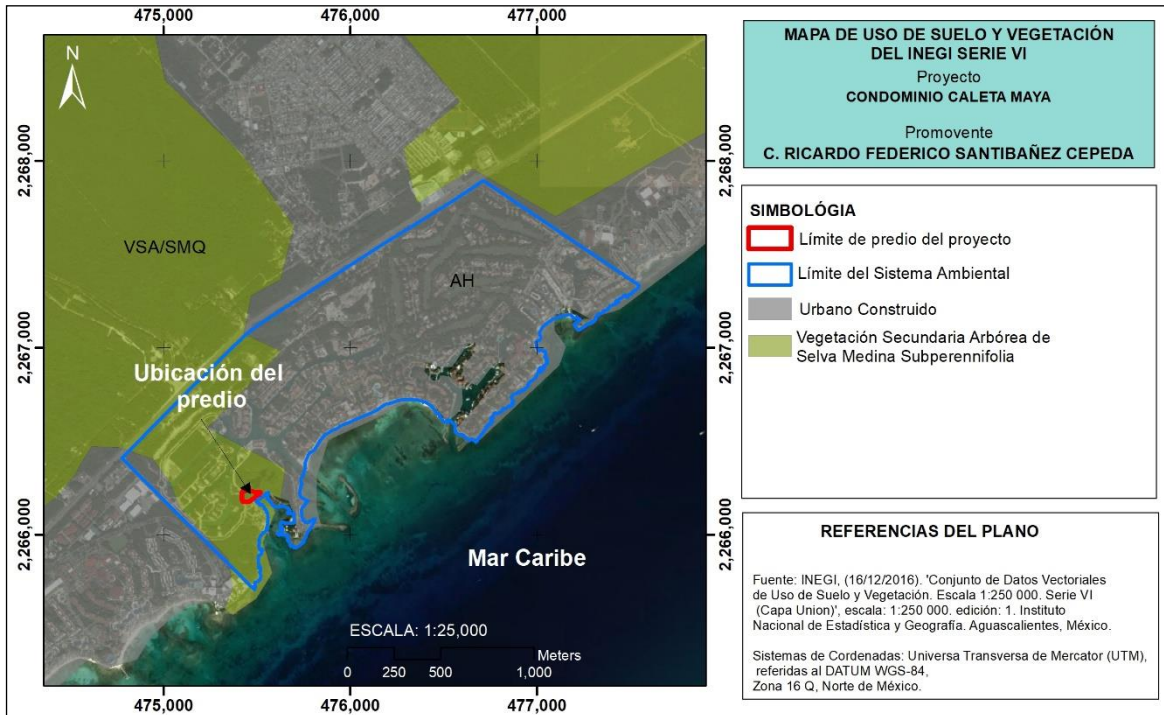 475,000
476,000
477,000
N
2,268,000
2,267,000
2,266,000
VSA/SMQ
AH
Ubicación del
predio
Mar Caribe
ESCALA: 1:25,000
Meters
0 250 500 1,000
2,268,000
2,267,000
2,266,000
475,000
476,000
477,000
MAPA DE USO DE SUELO Y VEGETACIÓN
DEL INEGI SERIE VI
Proyecto
CONDOMINIO CALETA MAYA
Promovente
C. RICARDO FEDERICO SANTIBAÑEZ CEPEDA
SIMBOLÓGIA
Límite de predio del proyecto
Límite del Sistema Ambiental
Urbano Construido
Vegetación Secundaria Arbórea de
Selva Medina Subperennifolia
REFERENCIAS DEL PLANO
Fuente: INEGI, (16/12/2016). 'Conjunto de Datos Vectoriales
de Uso de Suelo y Vegetación. Escala 1:250 000. Serie VI
(Capa Union)', escala: 1:250 000. edición: 1. Instituto
Nacional de Estadística y Geografía. Aguascalientes, México.
Sistemas de Cordenadas: Universa Transversa de Mercator (UTM),
referidas al DATUM WGS-84,
Zona 16 Q, Norte de México.